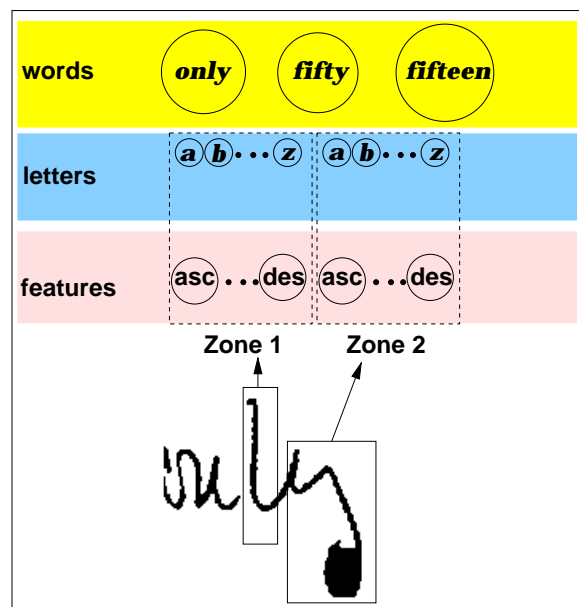 words only fifty fifteen
letters a b ••• z a b ••• z
features asc ••• des asc ••• des
Zone 1 Zone 2
only